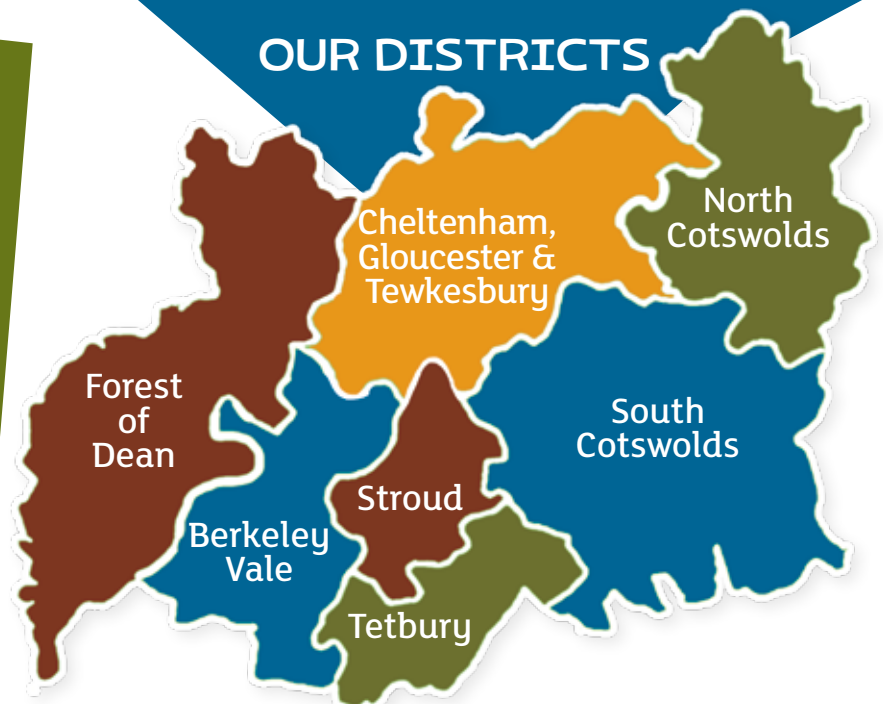 OUR DISTRICTS
North
Cotswolds
Cheltenham,
Gloucester &
Tewkesbury
Forest
of
Dean
South
Cotswolds
Stroud
Berkeley
Vale
Tetbury